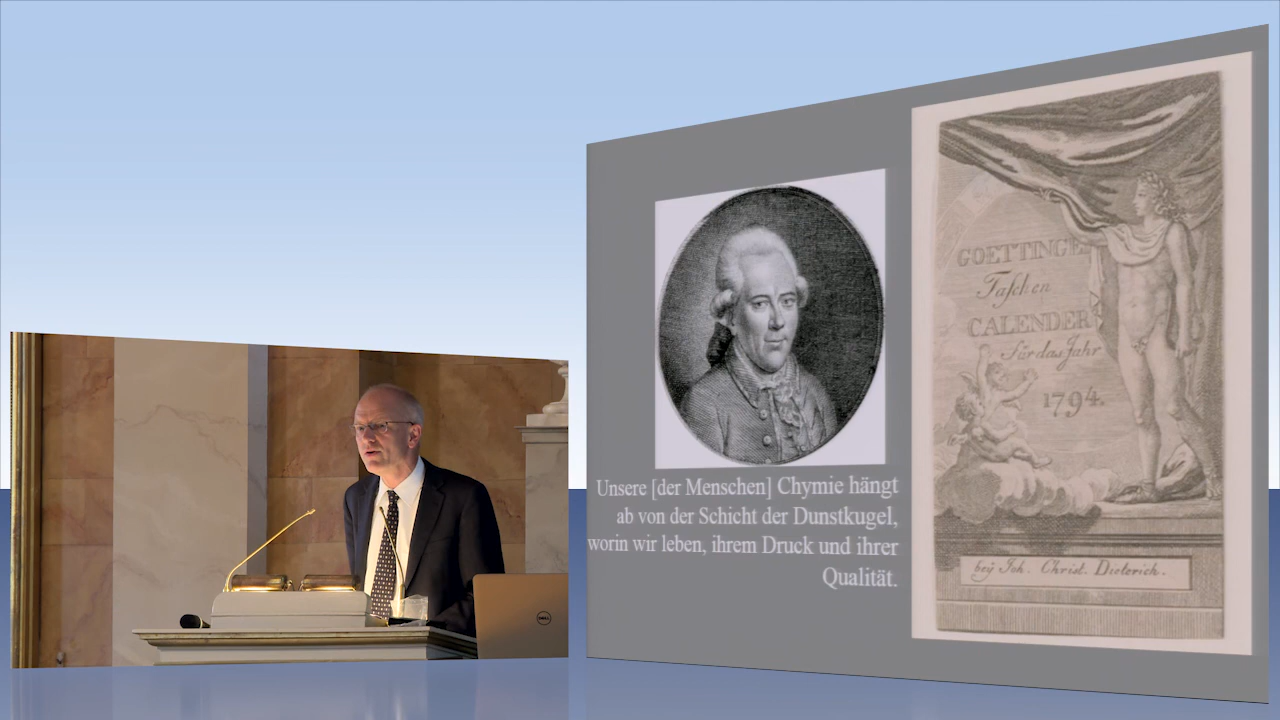 Unsere [der Menschen] Chymie hängt
ab von der Schicht der Dunstkugel,
worin wir leben, ihrem Druck und ihrer
Qualität.
GOETTINGE
Taſchen
CALENDER
für das Jahr
1794.
bey Joh. Christ. Dieterich.
DELL